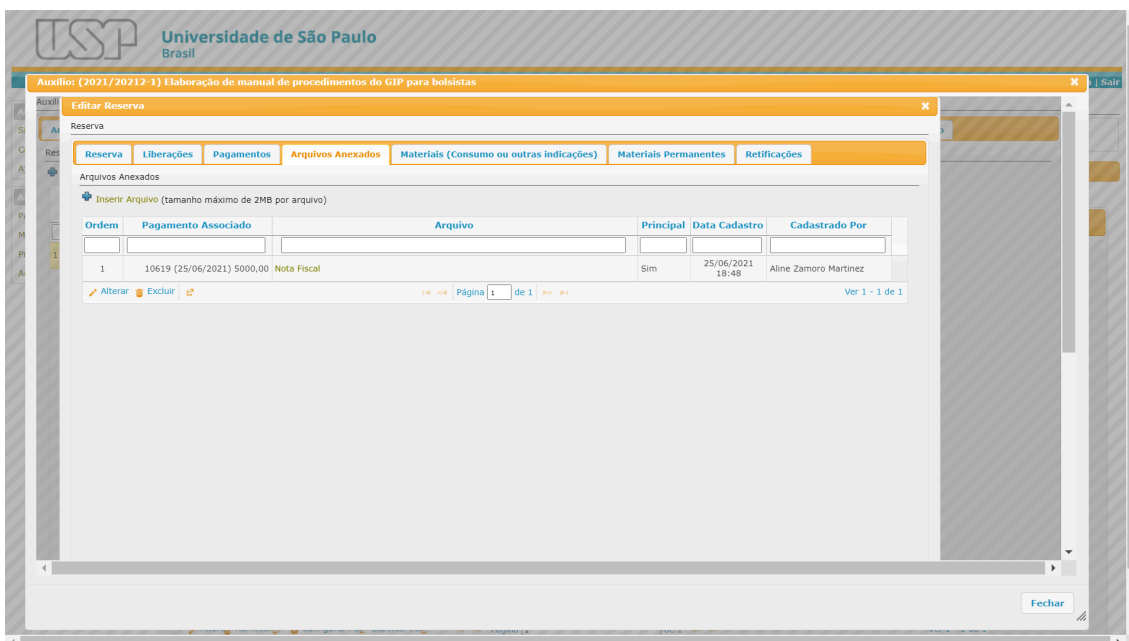 USP
Universidade de São Paulo
Brasil
Auxílio: (2021/20212-1) Elaboração de manual de procedimentos do GIP para bolsistas
| Sair
Editar Reserva
Reserva
Reserva Liberações Pagamentos Arquivos Anexados Materiais (Consumo ou outras indicações) Materiais Permanentes Retificações
Arquivos Anexados
Inserir Arquivo (tamanho máximo de 2MB por arquivo)
Ordem Pagamento Associado Arquivo Principal Data Cadastro Cadastrado Por
1 10619 (25/06/2021) 5000,00 Nota Fiscal Sim 25/06/2021 18:48 Aline Zamoro Martinez
Alterar Excluir Página 1 de 1 Ver 1 - 1 de 1
Fechar